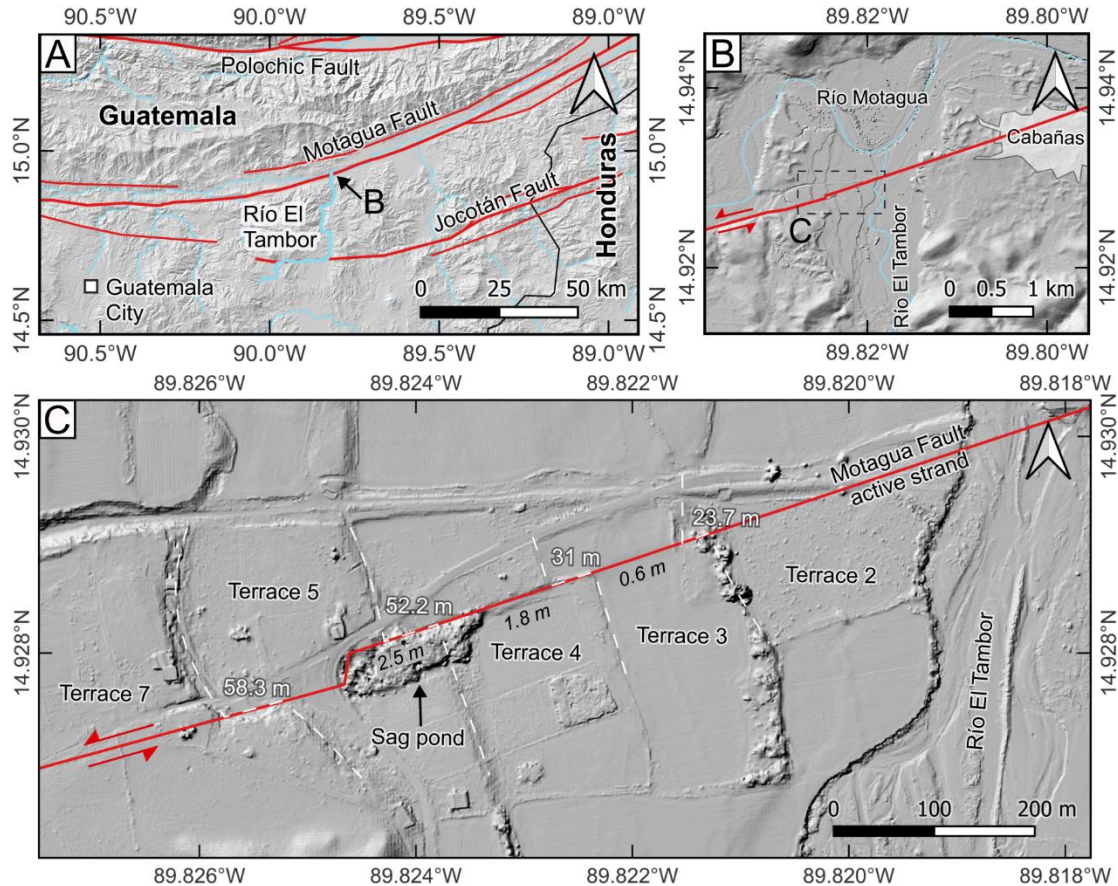 90.5°W 90.0°W 89.5°W 89.0°W
A
Polochic Fault
Guatemala
Motagua Fault
B
Río El
Tambor
Jocotán Fault
Honduras
Guatemala
City
0 25 50 km
15.0°N
14.5°N
15.0°N
14.5°N
90.5°W 90.0°W 89.5°W 89.0°W
89.82°W 89.80°W
B
Río Motagua
Cabañas
C
Río El Tambor
0 0.5 1 km
14.94°N
14.92°N
14.94°N
14.92°N
89.82°W 89.80°W
89.826°W 89.824°W 89.822°W 89.820°W 89.818°W
C
14.930°N
14.928°N
14.930°N
14.928°N
Motagua Fault
active strand
23.7 m
31 m
0.6 m
52.2 m
1.8 m
2.5 m
58.3 m
Terrace 5
Terrace 2
Terrace 3
Terrace 4
Terrace 7
Sag pond
Río El Tambor
0 100 200 m
89.826°W 89.824°W 89.822°W 89.820°W 89.818°W